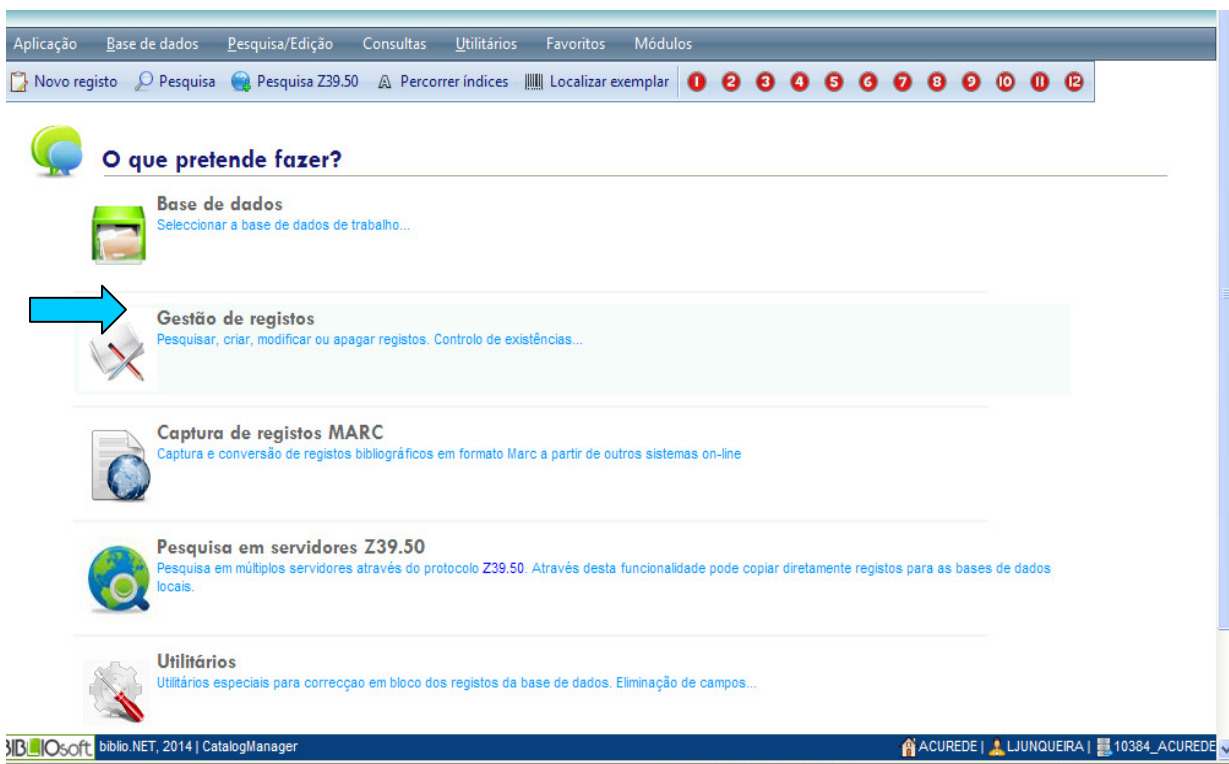 Aplicação Base de dados Pesquisa/Edição Consultas Utilitários Favoritos Módulos
Novo registo Pesquisa Pesquisa Z39.50 Percorrer índices Localizar exemplar 1 2 3 4 5 6 7 8 9 10 11 12
O que pretende fazer?
Base de dados
Seleccionar a base de dados de trabalho...
Gestão de registos
Pesquisar, criar, modificar ou apagar registos. Controlo de existências...
Captura de registos MARC
Captura e conversão de registos bibliográficos em formato Marc a partir de outros sistemas on-line
Pesquisa em servidores Z39.50
Pesquisa em múltiplos servidores através do protocolo Z39.50. Através desta funcionalidade pode copiar diretamente registos para as bases de dados
locais.
Utilitários
Utilitários especiais para correcçao em bloco dos registos da base de dados. Eliminação de campos...
BIBLIOsoft biblio.NET, 2014 | CatalogManager ACUREDE | LJUNQUEIRA | 10384_ACUREDE